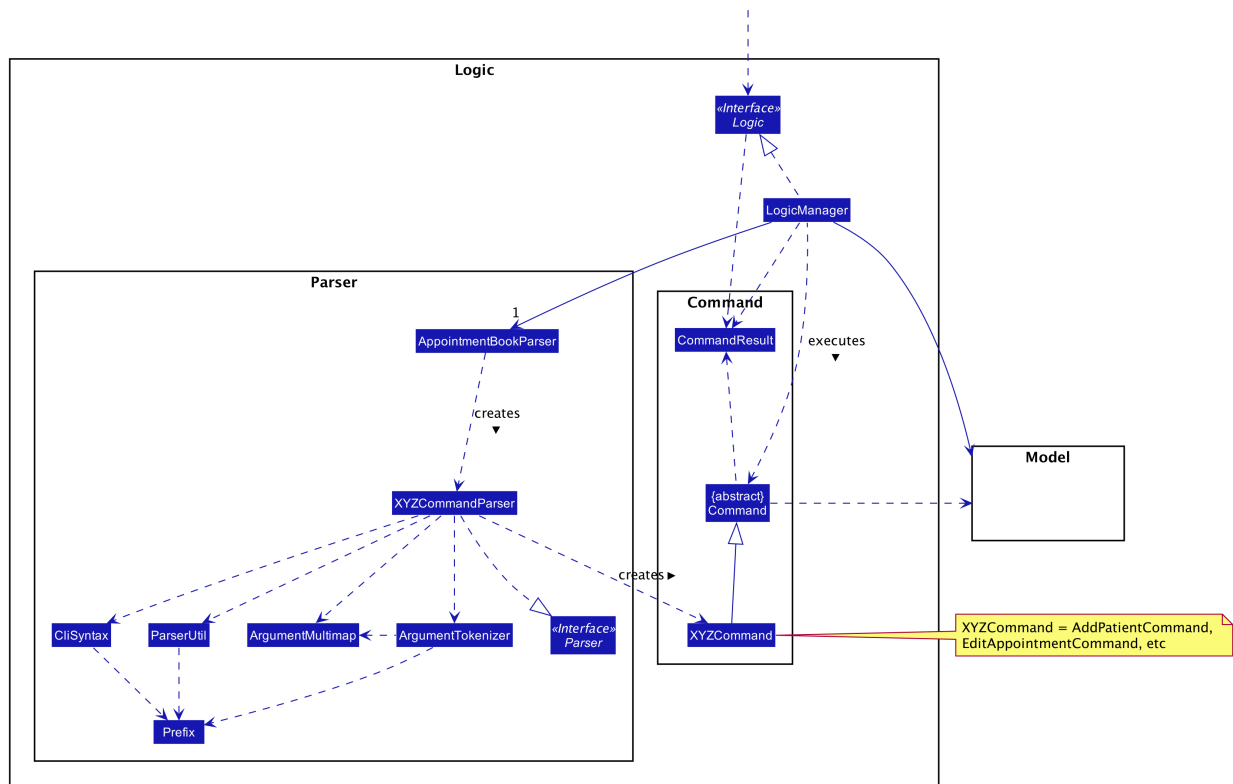 Logic
«Interface»
Logic
LogicManager
Parser
Command
1
AppointmentBookParser
CommandResult
executes
creates
Model
XYZCommandParser
{abstract}
Command
creates
CliSyntax
ParserUtil
ArgumentMultimap
ArgumentTokenizer
«Interface»
Parser
XYZCommand
XYZCommand = AddPatientCommand,
EditAppointmentCommand, etc
Prefix